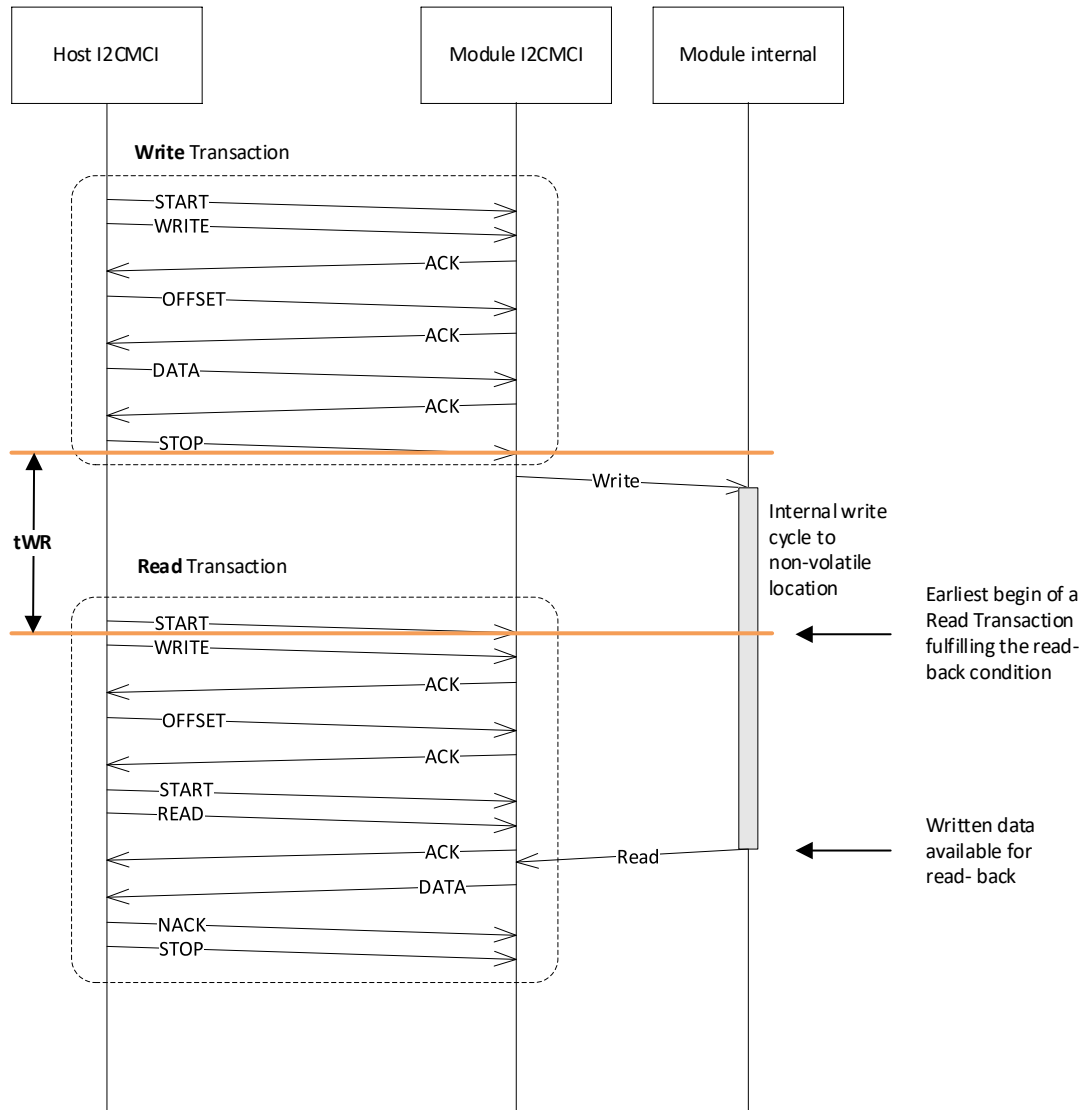 Host I2CMCI
Module I2CMCI
Module internal
Write Transaction
START
WRITE
ACK
OFFSET
ACK
DATA
ACK
STOP
Write
Internal write
cycle to
non-volatile
location
tWR
Read Transaction
Earliest begin of a
Read Transaction
fulfilling the read-
back condition
START
WRITE
ACK
OFFSET
ACK
START
READ
ACK
Read
Written data
available for
read- back
DATA
NACK
STOP